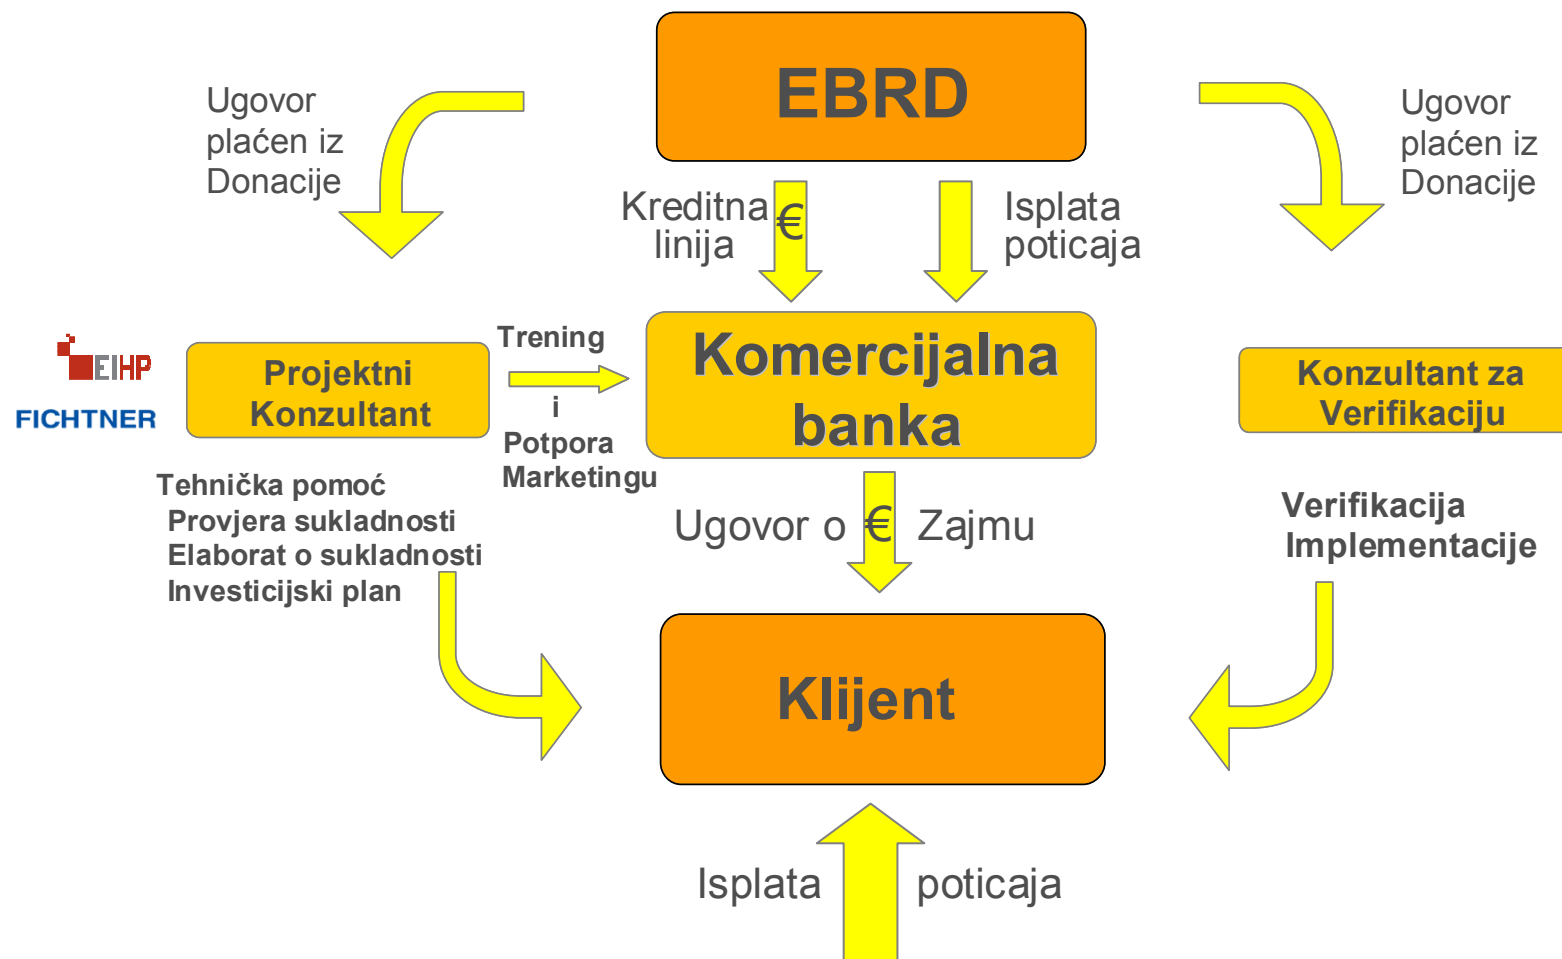 EBRD
Ugovor
plaćen iz
Donacije
Ugovor
plaćen iz
Donacije
Kreditna
linija
€
Isplata
poticaja
EIHP
FICHTNER
Projektni
Konzultant
Trening
i
Potpora
Marketingu
Komercijalna
banka
Konzultant za
Verifikaciju
Tehnička pomoć
Provjera sukladnosti
Elaborat o sukladnosti
Investicijski plan
Ugovor o € Zajmu
Verifikacija
Implementacije
Klijent
Isplata poticaja